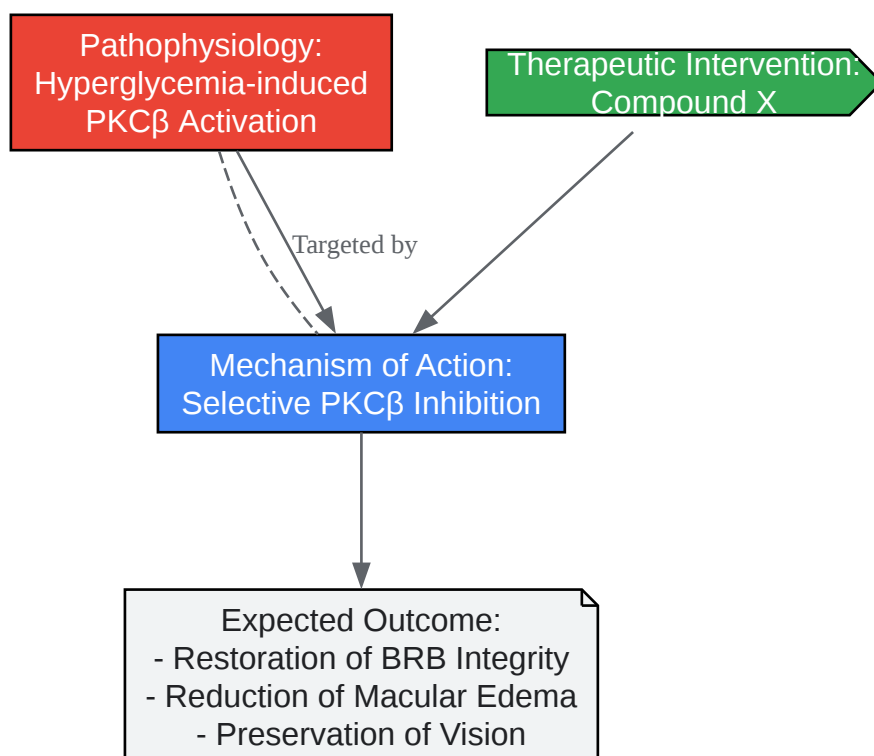 Pathophysiology:
Hyperglycemia-induced
PKCβ Activation
Therapeutic Intervention:
Compound X
Targeted by
Mechanism of Action:
Selective PKCβ Inhibition
Expected Outcome:
- Restoration of BRB Integrity
- Reduction of Macular Edema
- Preservation of Vision